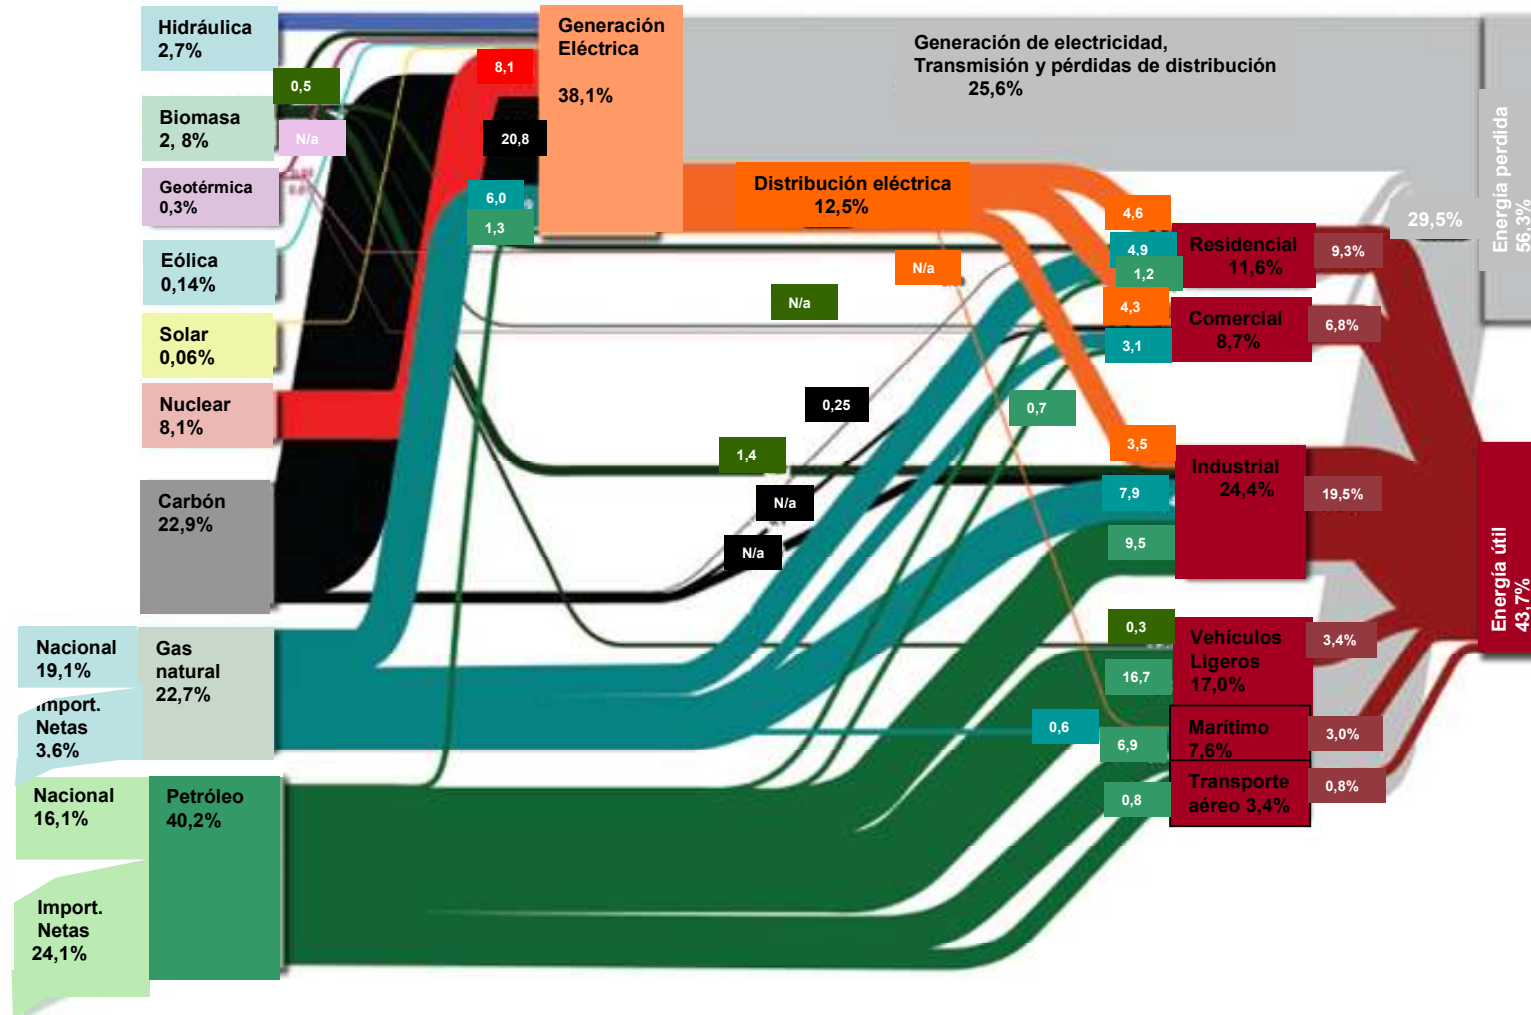 Hidráulica
2,7%
Biomasa
2, 8%
Geotérmica
0,3%
Eólica
0,14%
Solar
0,06%
Nuclear
8,1%
Carbón
22,9%
Nacional
19,1%
Import.
Netas
3,6%
Gas
natural
22,7%
Nacional
16,1%
Import.
Netas
24,1%
Petróleo
40,2%
0,5
N/a
8,1
20,8
6,0
1,3
Generación
Eléctrica
38,1%
Generación de electricidad,
Transmisión y pérdidas de distribución
25,6%
Distribución eléctrica
12,5%
N/a
N/a
0,25
0,7
1,4
N/a
N/a
4,6
4,9
1,2
4,3
3,1
3,5
7,9
9,5
0,3
16,7
0,6
6,9
0,8
Residencial
11,6%
9,3%
Comercial
8,7%
6,8%
Industrial
24,4%
19,5%
Vehículos
Ligeros
17,0%
3,4%
Marítimo
7,6%
3,0%
Transporte
aéreo 3,4%
0,8%
29,5%
Energía perdida
56,3%
Energía útil
43,7%